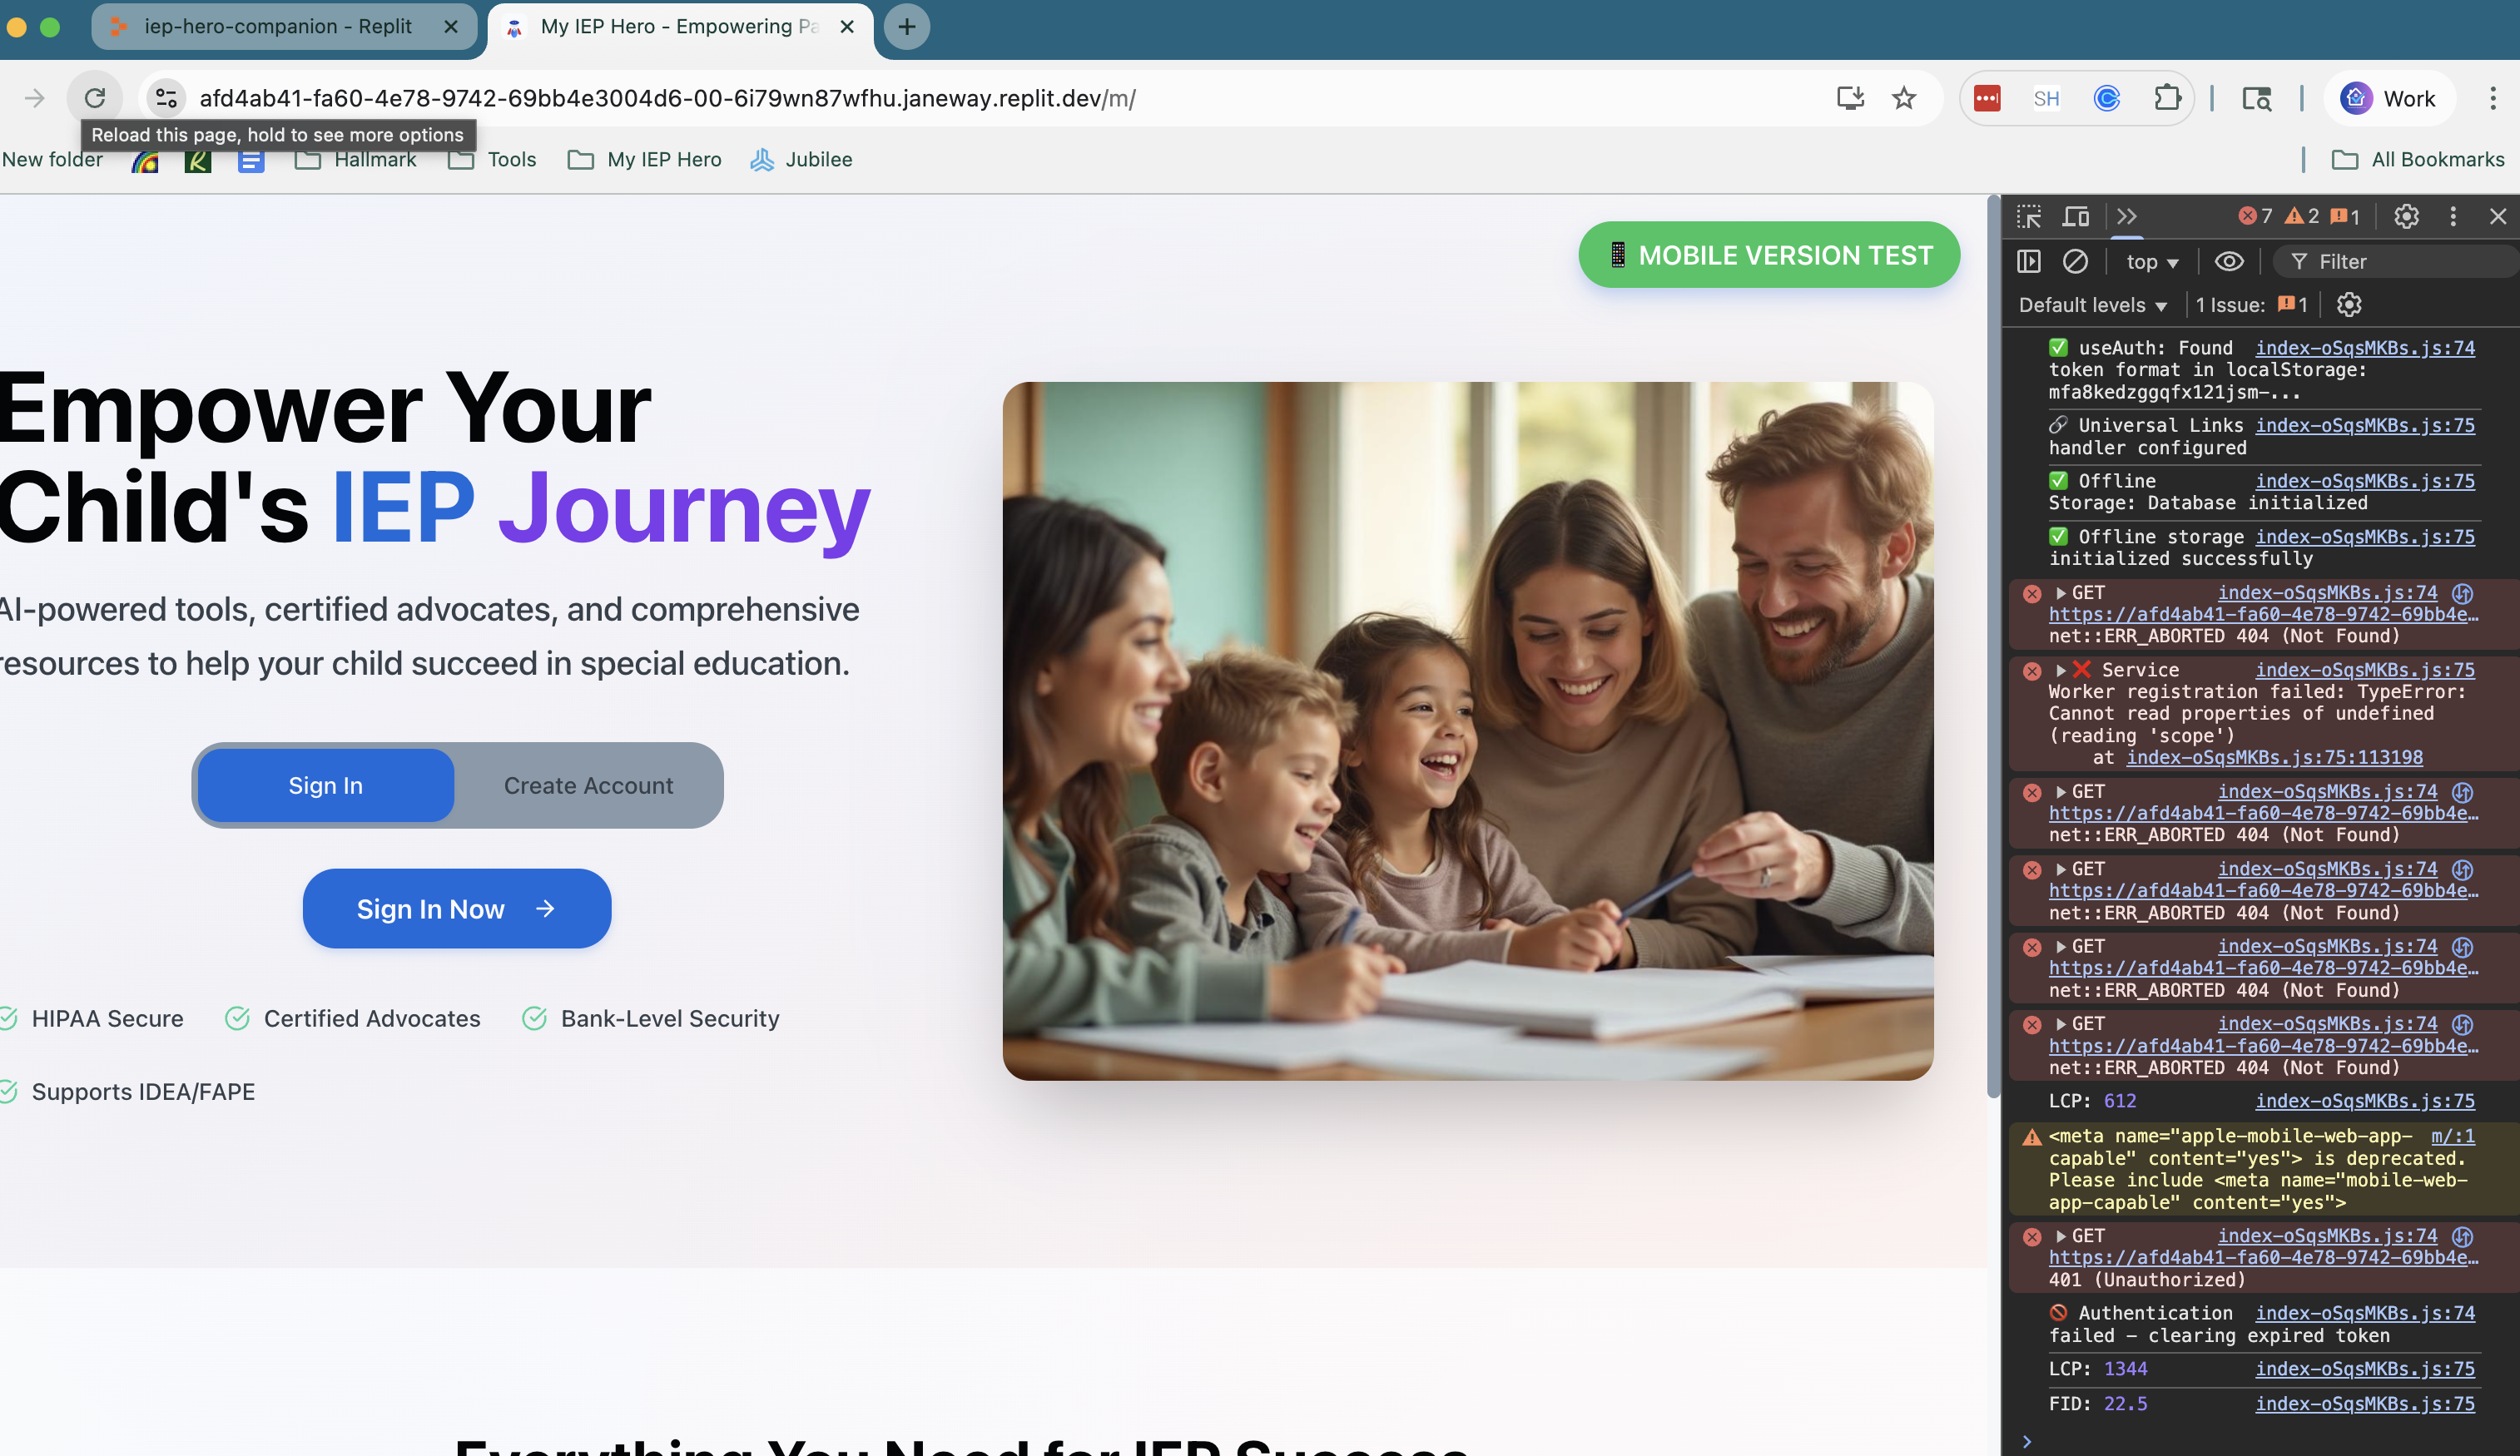 iep-hero-companion - Replit
My IEP Hero - Empowering Pa
afd4ab41-fa60-4e78-9742-69bb4e3004d6-00-6i79wn87wfhu.janeway.replit.dev/m/
SH
Work
Reload this page, hold to see more options
New folder
Hallmark
Tools
My IEP Hero
Jubilee
All Bookmarks
📱 MOBILE VERSION TEST
Empower Your
Child's IEP Journey
AI-powered tools, certified advocates, and comprehensive
resources to help your child succeed in special education.
Sign In
Create Account
Sign In Now →
HIPAA Secure
Certified Advocates
Bank-Level Security
Supports IDEA/FAPE
Everything You Need for IEP Success
7 2 1
top
Filter
Default levels
1 Issue: 1
✅ useAuth: Found index-oSqsMKBs.js:74
token format in localStorage:
mfa8kedzggqfx121jsm-...
🔗 Universal Links index-oSqsMKBs.js:75
handler configured
✅ Offline index-oSqsMKBs.js:75
Storage: Database initialized
✅ Offline storage index-oSqsMKBs.js:75
initialized successfully
GET index-oSqsMKBs.js:74
https://afd4ab41-fa60-4e78-9742-69bb4e…
net::ERR_ABORTED 404 (Not Found)
❌ Service index-oSqsMKBs.js:75
Worker registration failed: TypeError:
Cannot read properties of undefined
(reading 'scope')
at index-oSqsMKBs.js:75:113198
GET index-oSqsMKBs.js:74
https://afd4ab41-fa60-4e78-9742-69bb4e…
net::ERR_ABORTED 404 (Not Found)
GET index-oSqsMKBs.js:74
https://afd4ab41-fa60-4e78-9742-69bb4e…
net::ERR_ABORTED 404 (Not Found)
GET index-oSqsMKBs.js:74
https://afd4ab41-fa60-4e78-9742-69bb4e…
net::ERR_ABORTED 404 (Not Found)
GET index-oSqsMKBs.js:74
https://afd4ab41-fa60-4e78-9742-69bb4e…
net::ERR_ABORTED 404 (Not Found)
LCP: 612 index-oSqsMKBs.js:75
<meta name="apple-mobile-web-app- m/:1
capable" content="yes"> is deprecated.
Please include <meta name="mobile-web-
app-capable" content="yes">
GET index-oSqsMKBs.js:74
https://afd4ab41-fa60-4e78-9742-69bb4e…
401 (Unauthorized)
🚫 Authentication index-oSqsMKBs.js:74
failed – clearing expired token
LCP: 1344 index-oSqsMKBs.js:75
FID: 22.5 index-oSqsMKBs.js:75